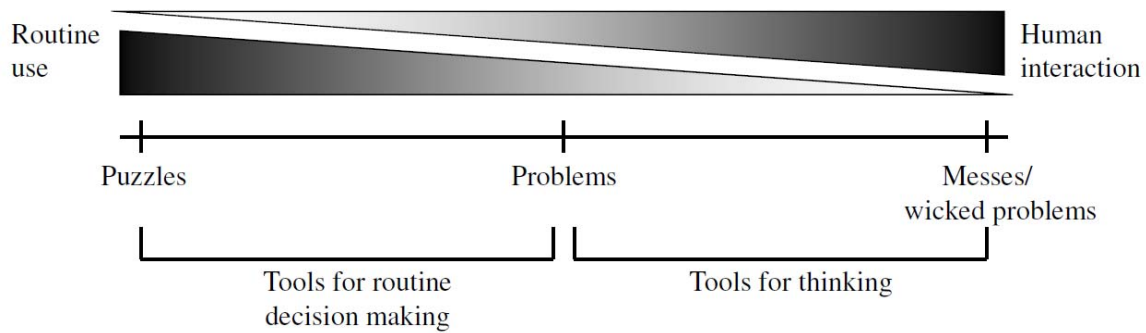 Routine
use
Human
interaction
Puzzles
Problems
Messes/
wicked problems
Tools for routine
decision making
Tools for thinking